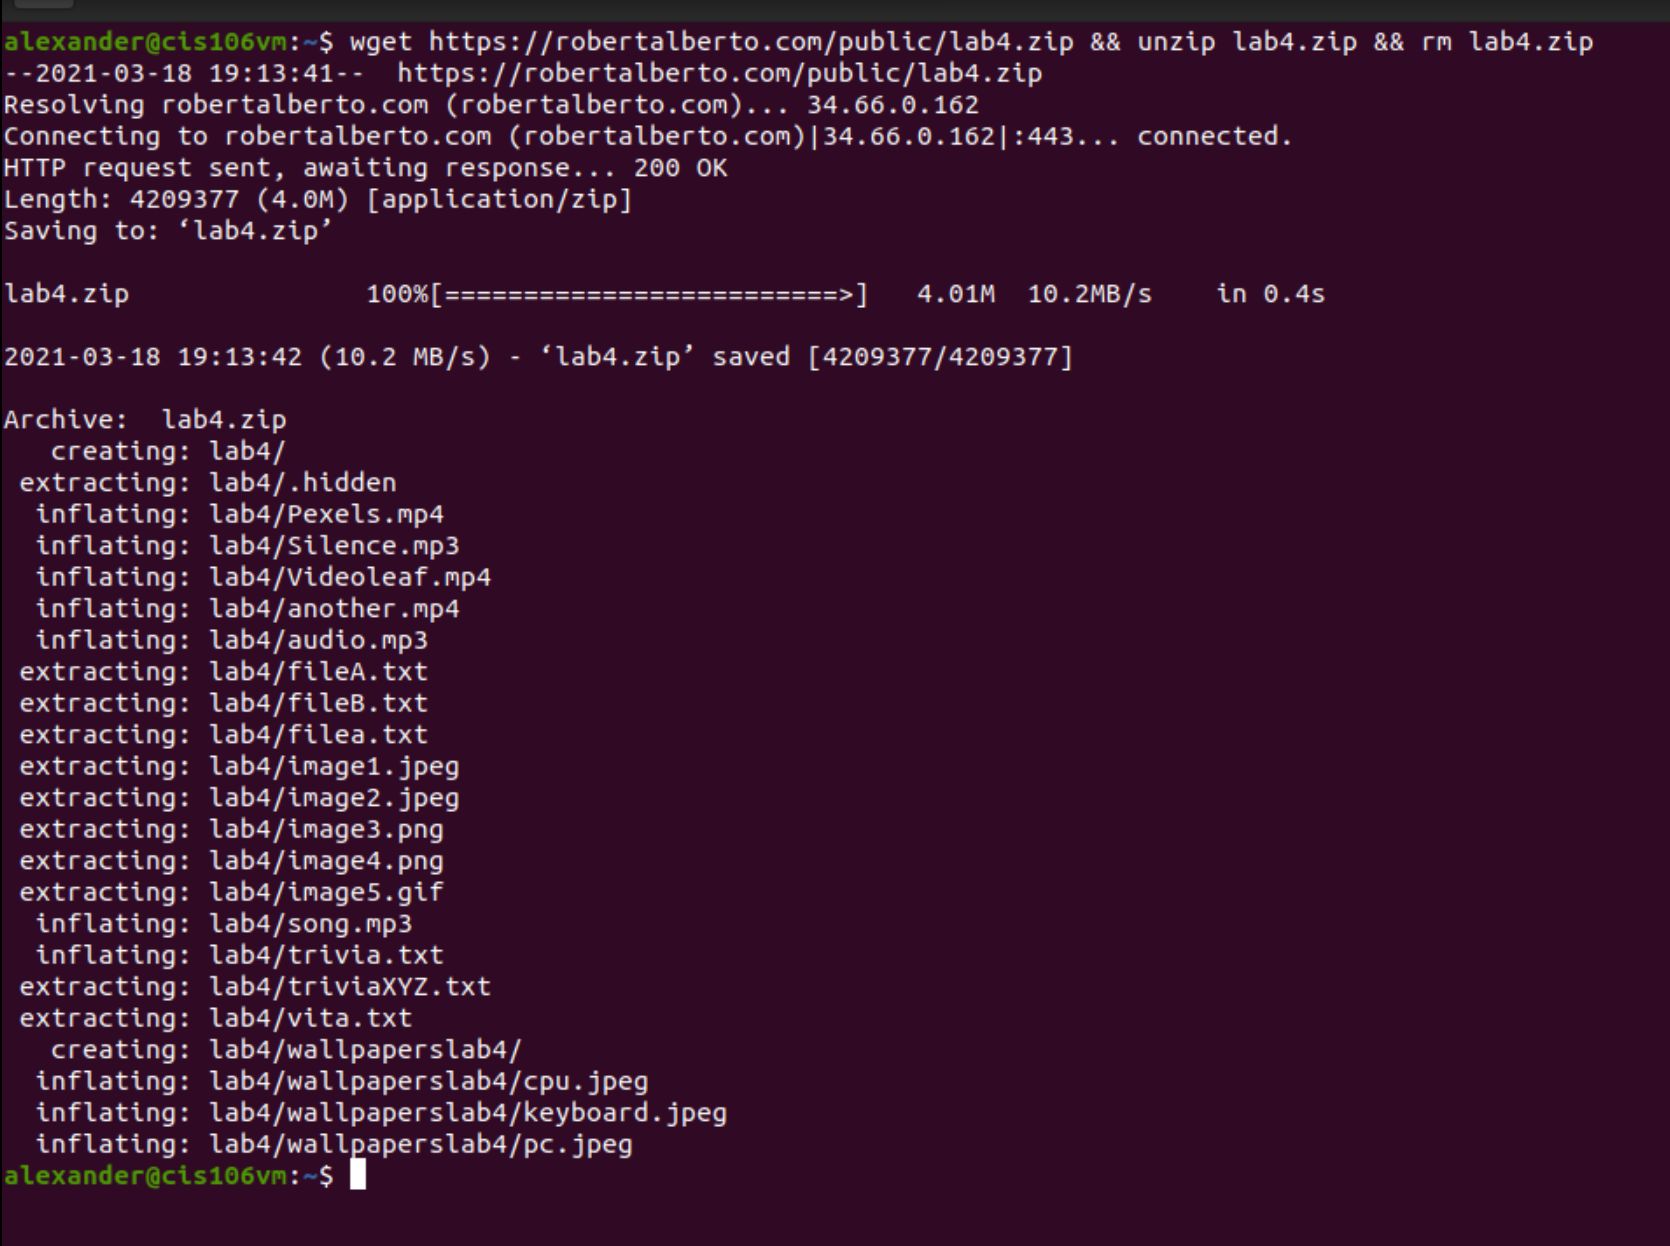 alexander@cis106vm:~$ wget https://robertalberto.com/public/lab4.zip && unzip lab4.zip && rm lab4.zip
--2021-03-18 19:13:41--  https://robertalberto.com/public/lab4.zip
Resolving robertalberto.com (robertalberto.com)... 34.66.0.162
Connecting to robertalberto.com (robertalberto.com)|34.66.0.162|:443... connected.
HTTP request sent, awaiting response... 200 OK
Length: 4209377 (4.0M) [application/zip]
Saving to: ‘lab4.zip’
lab4.zip               100%[=========================>]   4.01M  10.2MB/s    in 0.4s
2021-03-18 19:13:42 (10.2 MB/s) - ‘lab4.zip’ saved [4209377/4209377]
Archive:  lab4.zip
   creating: lab4/
 extracting: lab4/.hidden
  inflating: lab4/Pexels.mp4
  inflating: lab4/Silence.mp3
  inflating: lab4/Videoleaf.mp4
  inflating: lab4/another.mp4
  inflating: lab4/audio.mp3
 extracting: lab4/fileA.txt
 extracting: lab4/fileB.txt
 extracting: lab4/filea.txt
 extracting: lab4/image1.jpeg
 extracting: lab4/image2.jpeg
 extracting: lab4/image3.png
 extracting: lab4/image4.png
 extracting: lab4/image5.gif
  inflating: lab4/song.mp3
  inflating: lab4/trivia.txt
 extracting: lab4/triviaXYZ.txt
 extracting: lab4/vita.txt
   creating: lab4/wallpaperslab4/
  inflating: lab4/wallpaperslab4/cpu.jpeg
  inflating: lab4/wallpaperslab4/keyboard.jpeg
  inflating: lab4/wallpaperslab4/pc.jpeg
alexander@cis106vm:~$